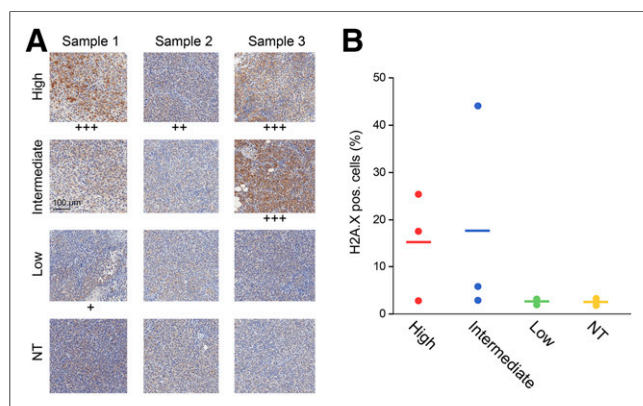 A
Sample 1 Sample 2 Sample 3
High
+++ ++ +++
Intermediate
100 µm
+++
Low
+
NT
B
H2A.X pos. cells (%)
50
40
30
20
10
0
High
Intermediate
Low
NT